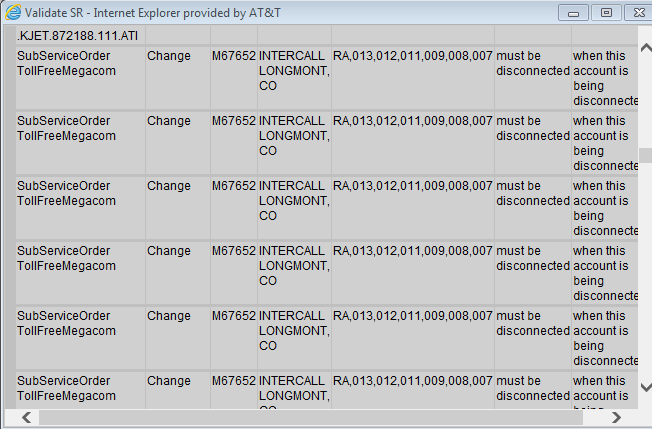 Validate SR - Internet Explorer provided by AT&T
.KJET.872188.111.ATI
SubServiceOrder Change M67652 INTERCALL RA,013,012,011,009,008,007 must be when this
TollFreeMegacom LONGMONT, disconnected account is
CO being
disconnecte
SubServiceOrder Change M67652 INTERCALL RA,013,012,011,009,008,007 must be when this
TollFreeMegacom LONGMONT, disconnected account is
CO being
disconnecte
SubServiceOrder Change M67652 INTERCALL RA,013,012,011,009,008,007 must be when this
TollFreeMegacom LONGMONT, disconnected account is
CO being
disconnecte
SubServiceOrder Change M67652 INTERCALL RA,013,012,011,009,008,007 must be when this
TollFreeMegacom LONGMONT, disconnected account is
CO being
disconnecte
SubServiceOrder Change M67652 INTERCALL RA,013,012,011,009,008,007 must be when this
TollFreeMegacom LONGMONT, disconnected account is
CO being
disconnecte
SubServiceOrder Change M67652 INTERCALL RA,013,012,011,009,008,007 must be when this
TollFreeMegacom LONGMONT, disconnected account is